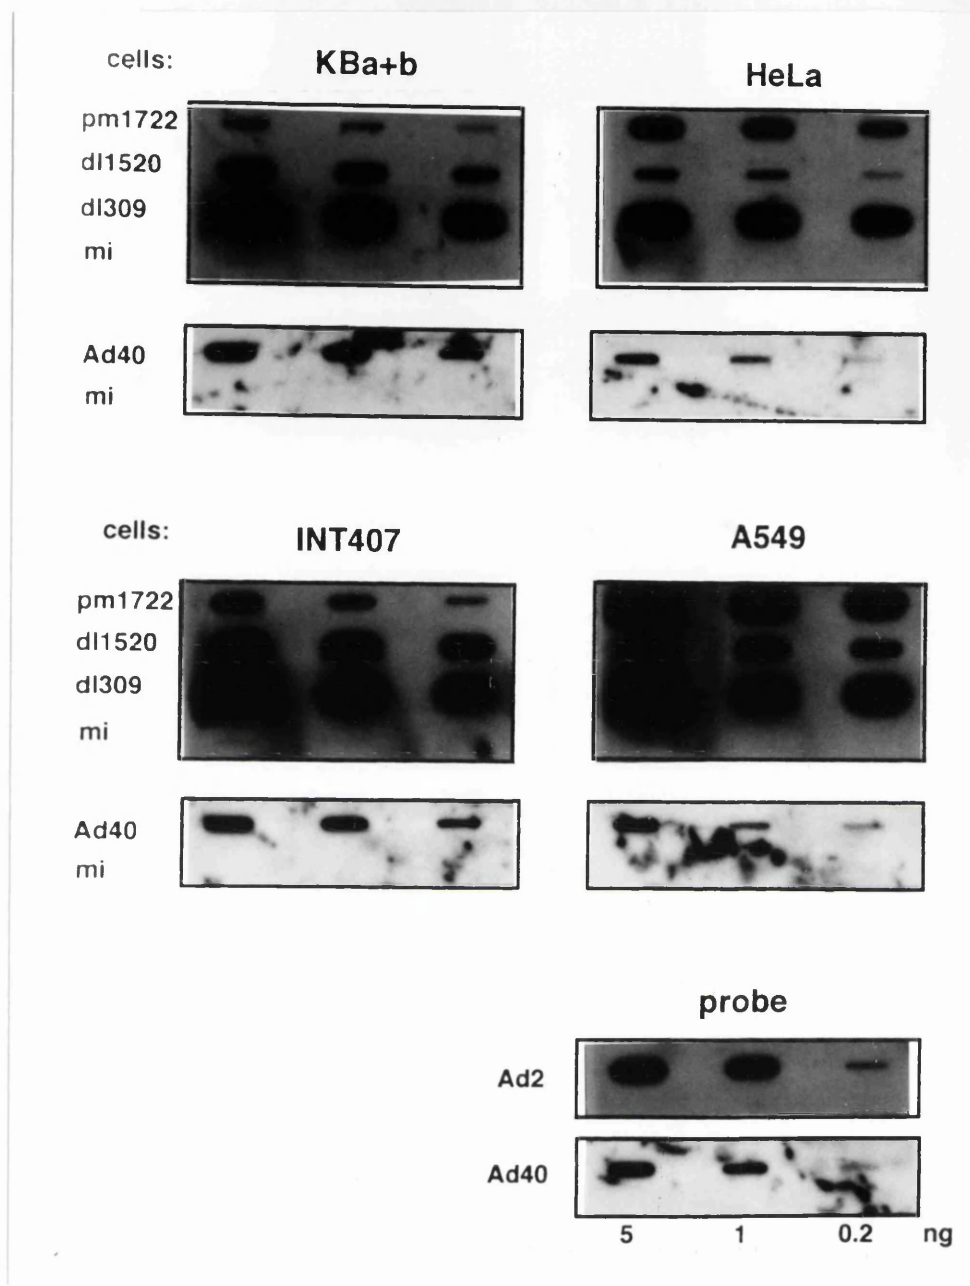 cells: KBa+b HeLa
pm1722
dl1520
dl309
mi
Ad40
mi
cells: INT407 A549
pm1722
dl1520
dl309
mi
Ad40
mi
probe
Ad2
Ad40
5 1 0.2 ng